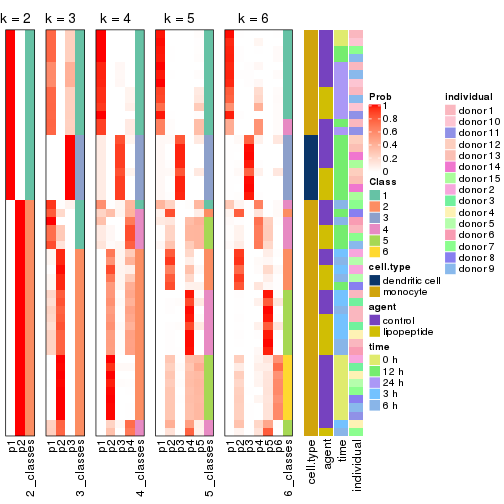 k = 2
k = 3
k = 4
k = 5
k = 6
p1
p2
2_classes
p1
p2
p3
3_classes
p1
p2
p3
p4
4_classes
p1
p2
p3
p4
p5
5_classes
p1
p2
p3
p4
p5
p6
6_classes
cell.type
agent
time
individual
Prob
1
0.8
0.6
0.4
0.2
0
Class
1
2
3
4
5
6
cell.type
dendritic cell
monocyte
agent
control
lipopeptide
time
0 h
12 h
24 h
3 h
6 h
individual
donor 1
donor 10
donor 11
donor 12
donor 13
donor 14
donor 15
donor 2
donor 3
donor 4
donor 5
donor 6
donor 7
donor 8
donor 9